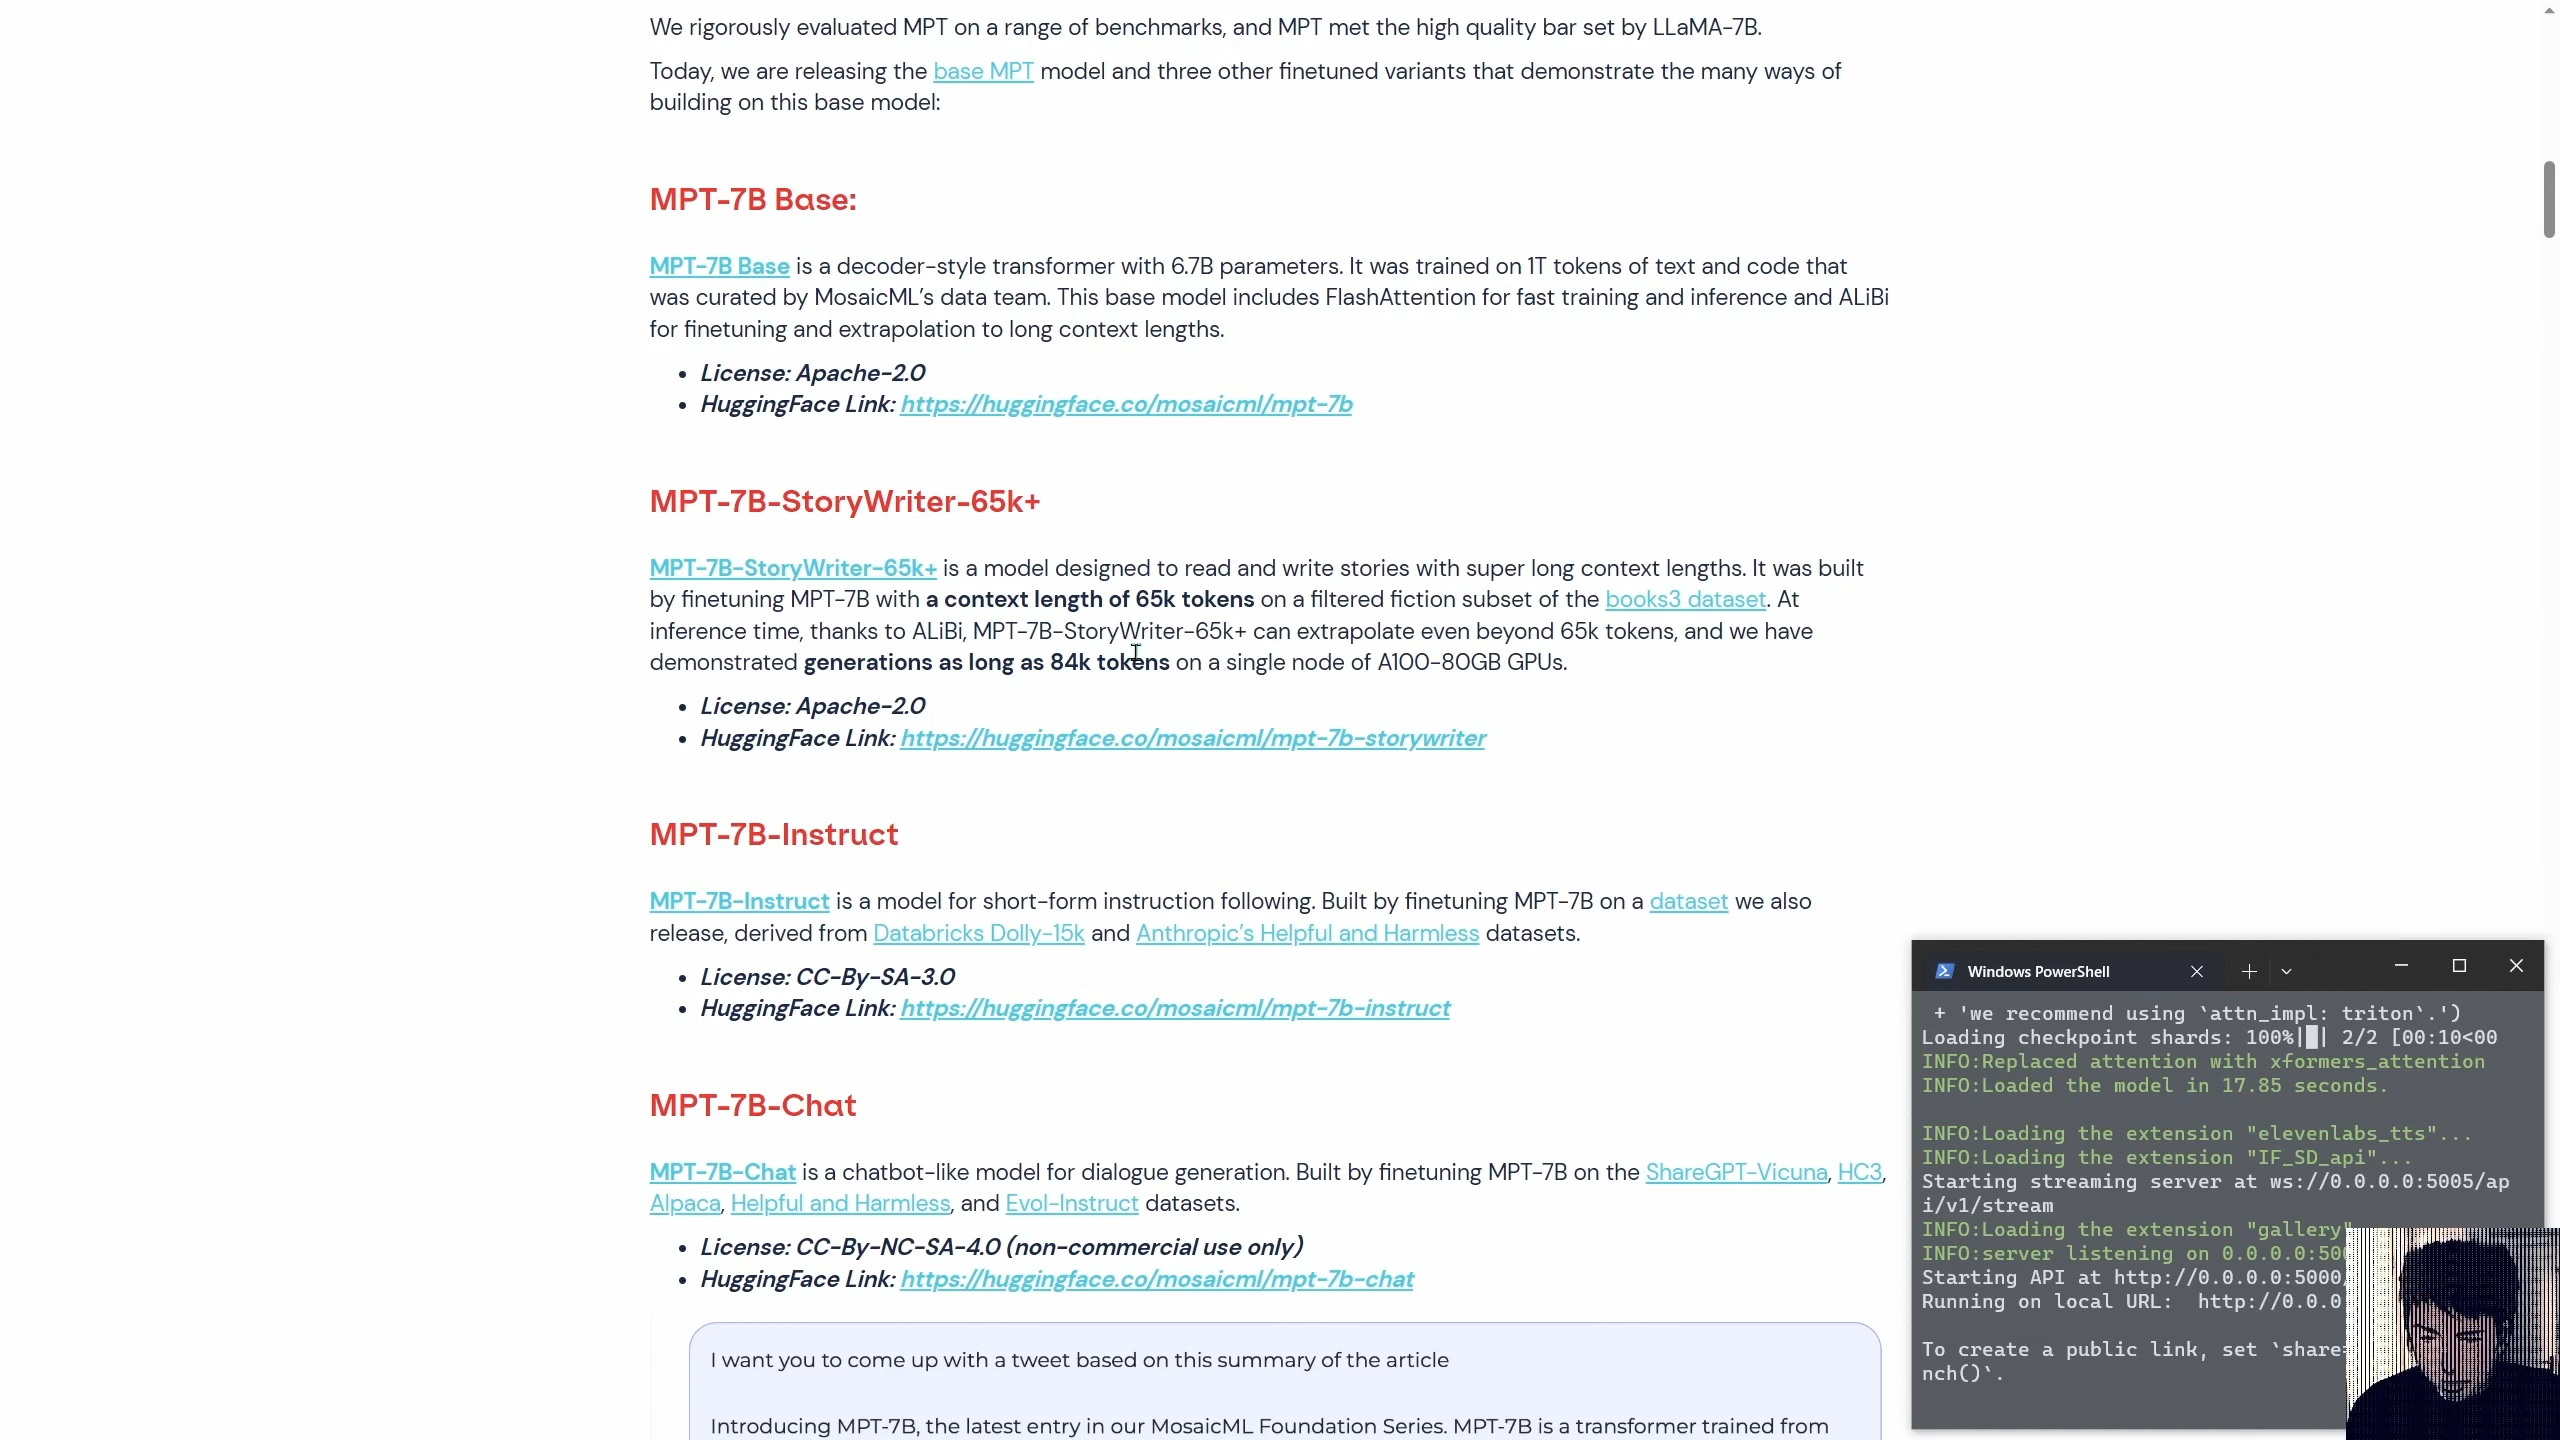 We rigorously evaluated MPT on a range of benchmarks, and MPT met the high quality bar set by LLaMA-7B.
Today, we are releasing the base MPT model and three other finetuned variants that demonstrate the many ways of
building on this base model:
MPT-7B Base:
MPT-7B Base is a decoder-style transformer with 6.7B parameters. It was trained on 1T tokens of text and code that
was curated by MosaicML’s data team. This base model includes FlashAttention for fast training and inference and ALiBi
for finetuning and extrapolation to long context lengths.
• License: Apache-2.0
• HuggingFace Link: https://huggingface.co/mosaicml/mpt-7b
MPT-7B-StoryWriter-65k+
MPT-7B-StoryWriter-65k+ is a model designed to read and write stories with super long context lengths. It was built
by finetuning MPT-7B with a context length of 65k tokens on a filtered fiction subset of the books3 dataset. At
inference time, thanks to ALiBi, MPT-7B-StoryWriter-65k+ can extrapolate even beyond 65k tokens, and we have
demonstrated generations as long as 84k tokens on a single node of A100-80GB GPUs.
• License: Apache-2.0
• HuggingFace Link: https://huggingface.co/mosaicml/mpt-7b-storywriter
MPT-7B-Instruct
MPT-7B-Instruct is a model for short-form instruction following. Built by finetuning MPT-7B on a dataset we also
release, derived from Databricks Dolly-15k and Anthropic’s Helpful and Harmless datasets.
• License: CC-By-SA-3.0
• HuggingFace Link: https://huggingface.co/mosaicml/mpt-7b-instruct
MPT-7B-Chat
MPT-7B-Chat is a chatbot-like model for dialogue generation. Built by finetuning MPT-7B on the ShareGPT-Vicuna, HC3,
Alpaca, Helpful and Harmless, and Evol-Instruct datasets.
• License: CC-By-NC-SA-4.0 (non-commercial use only)
• HuggingFace Link: https://huggingface.co/mosaicml/mpt-7b-chat
I want you to come up with a tweet based on this summary of the article
Introducing MPT-7B, the latest entry in our MosaicML Foundation Series. MPT-7B is a transformer trained from
Windows PowerShell
+ 'we recommend using `attn_impl: triton`.')
Loading checkpoint shards: 100%|█| 2/2 [00:10<00
INFO:Replaced attention with xformers_attention
INFO:Loaded the model in 17.85 seconds.
INFO:Loading the extension "elevenlabs_tts"...
INFO:Loading the extension "IF_SD_api"...
Starting streaming server at ws://0.0.0.0:5005/ap
i/v1/stream
INFO:Loading the extension "gallery"
INFO:server listening on 0.0.0.0:500
Starting API at http://0.0.0.0:5000/
Running on local URL:  http://0.0.0
To create a public link, set `share=
nch()`.